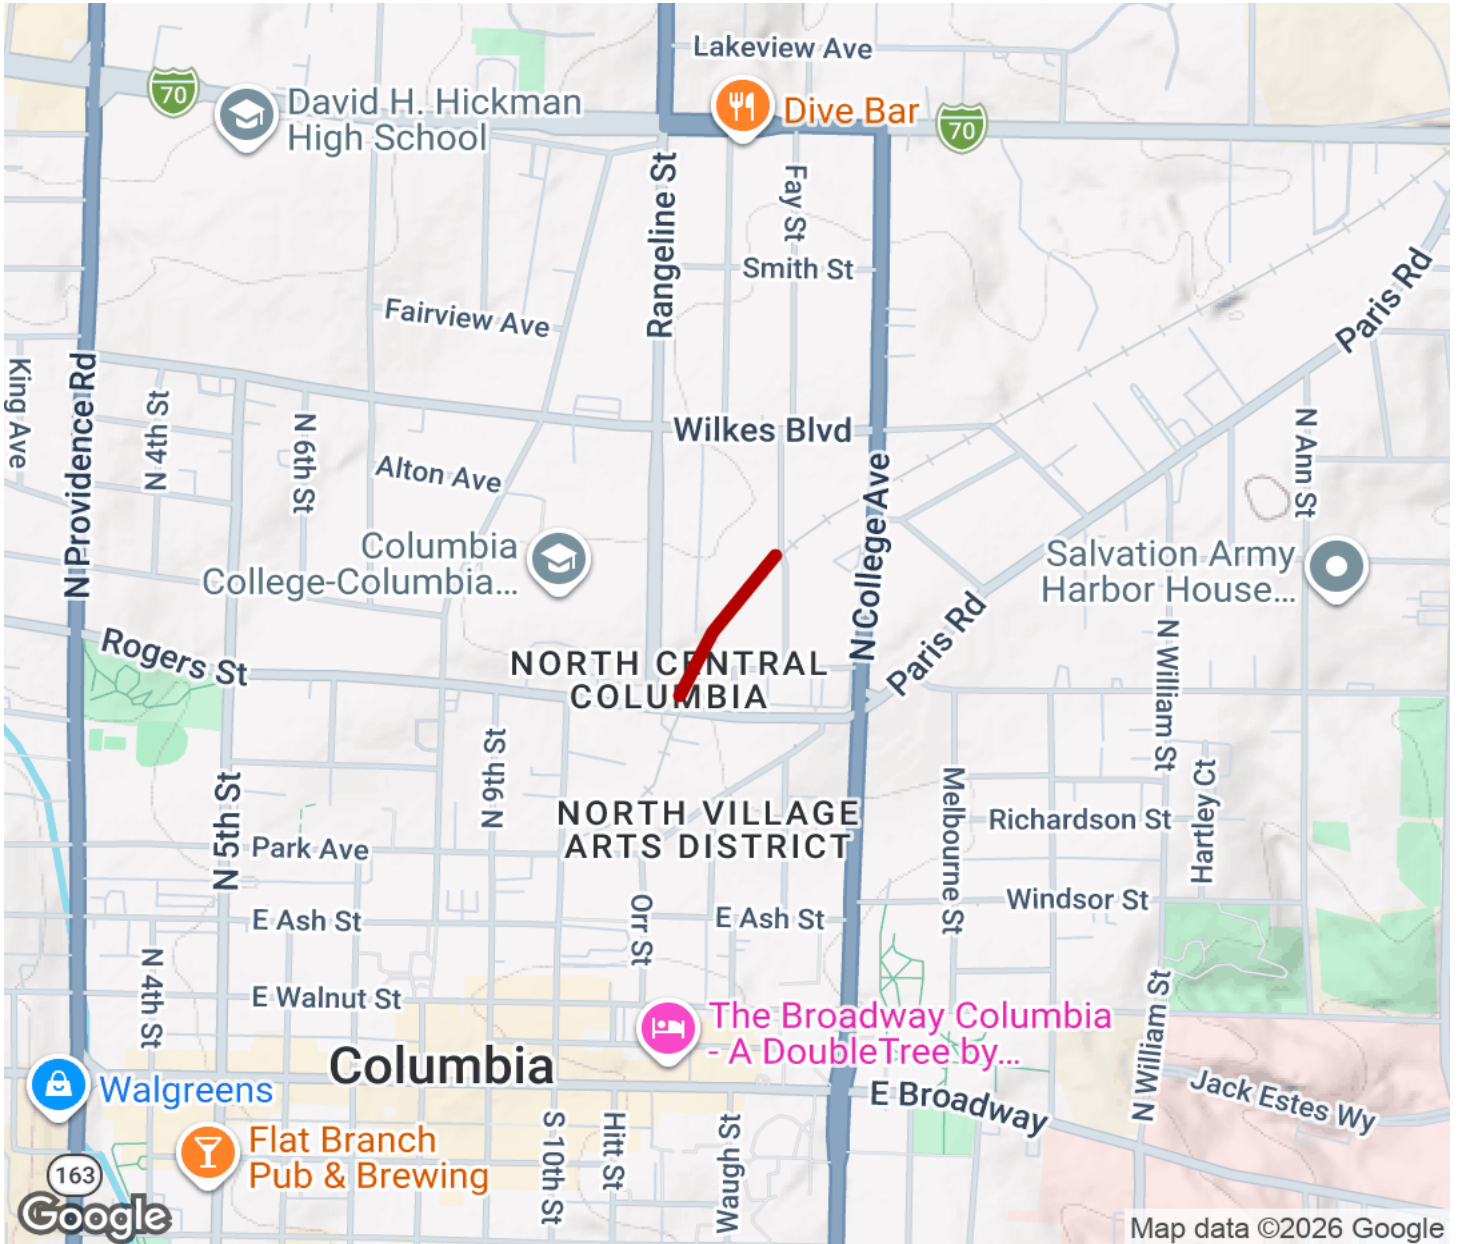 Lakeview Ave
70
David H. Hickman
High School
Dive Bar
70
Rangeline St
Fay St
Smith St
Paris Rd
Fairview Ave
King Ave
N Providence Rd
N 4th St
N 6th St
Wilkes Blvd
N Ann St
Alton Ave
N College Ave
Columbia
College-Columbia...
Salvation Army
Harbor House...
Paris Rd
Rogers St
NORTH CENTRAL
COLUMBIA
N William St
N 9th St
N 5th St
Melbourne St
Hartley Ct
NORTH VILLAGE
ARTS DISTRICT
Richardson St
Park Ave
Windsor St
E Ash St
Orr St
E Ash St
N 4th St
E Walnut St
The Broadway Columbia
- A DoubleTree by...
N William St
Columbia
Walgreens
E Broadway
Jack Estes Wy
Flat Branch
Pub & Brewing
S 10th St
Hitt St
Waugh St
163
Google
Map data ©2026 Google